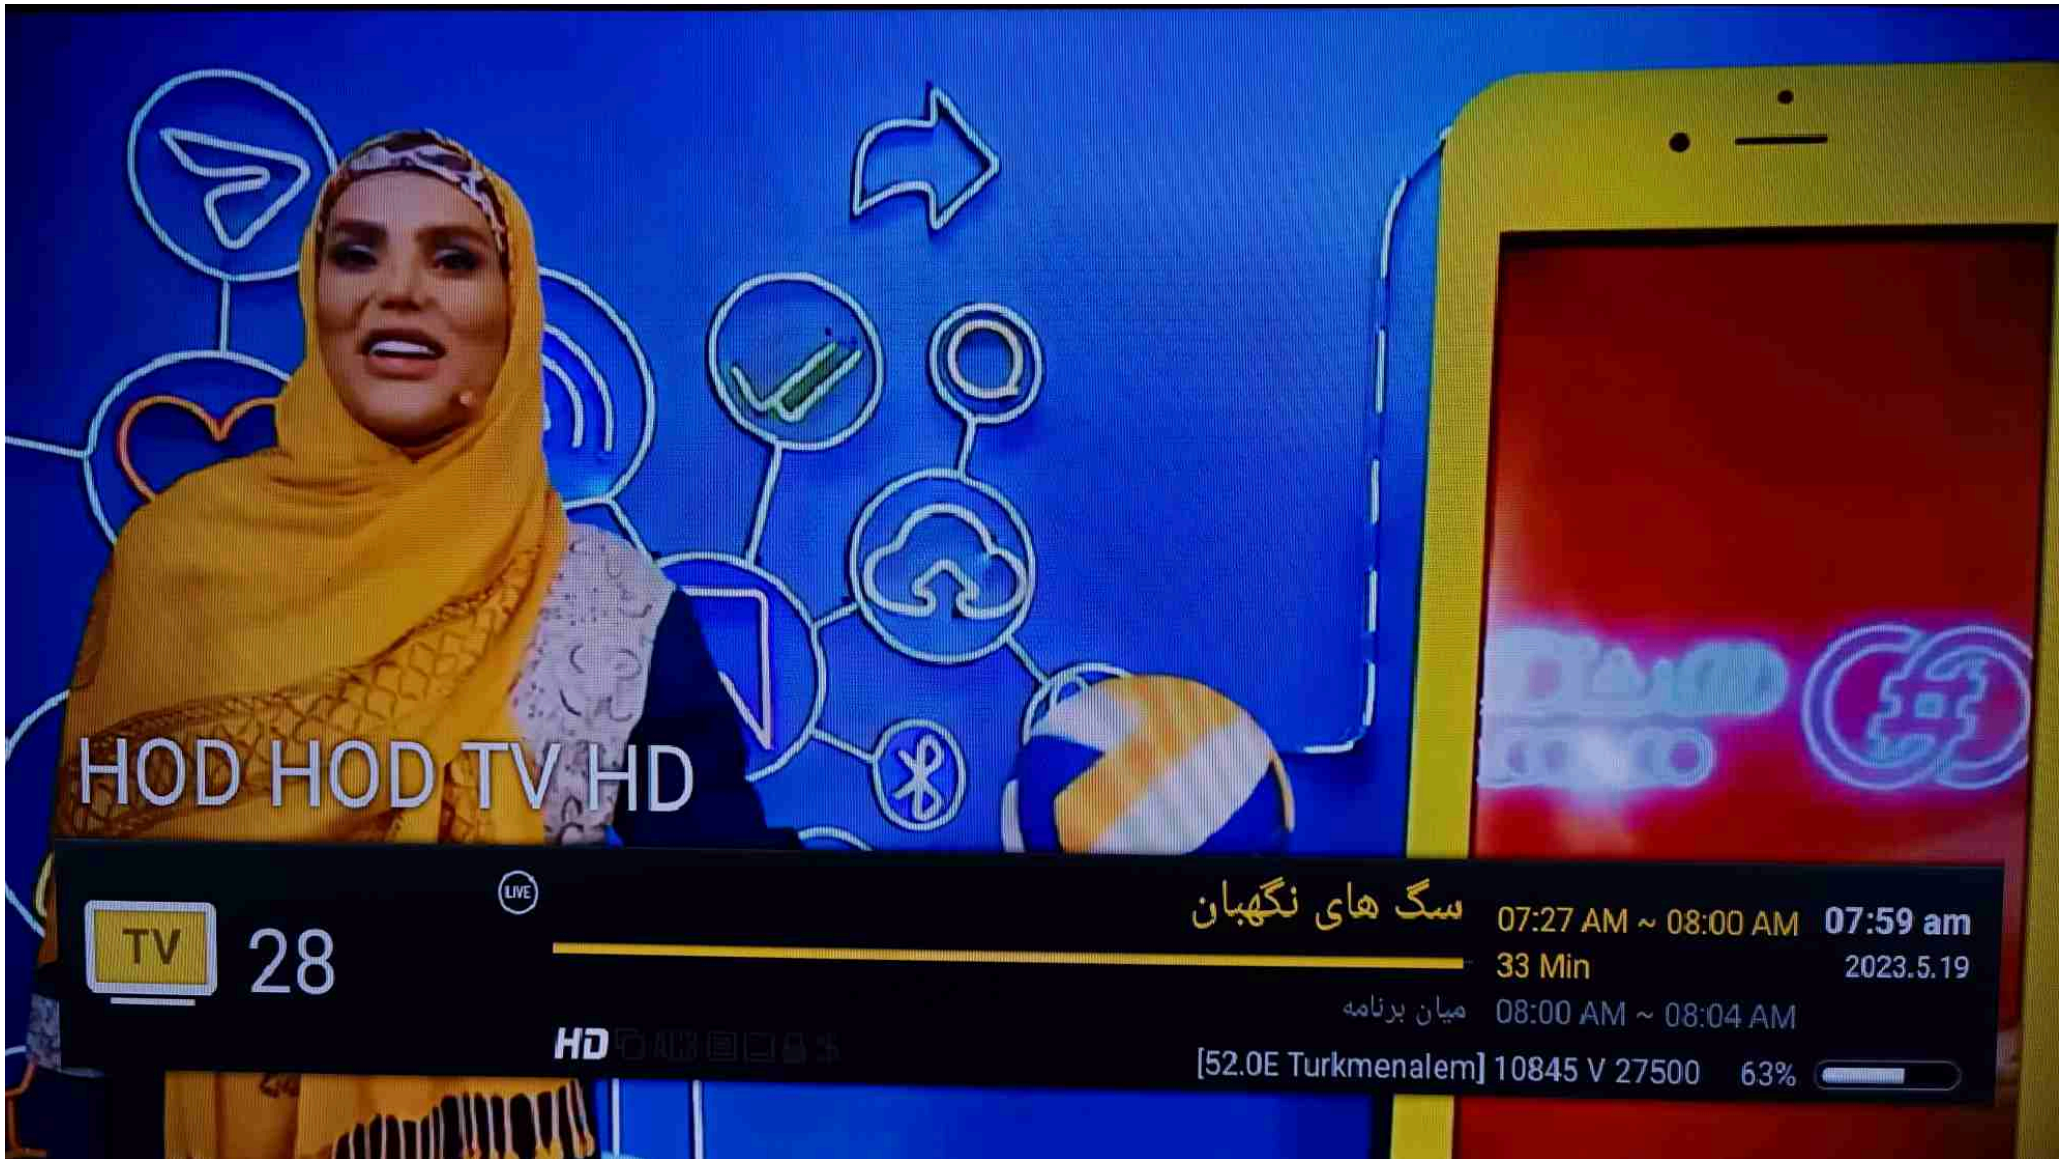 HOD HOD TV HD
TV
28
LIVE
سگ های نگهبان
07:27 AM ~ 08:00 AM
07:59 am
33 Min
2023.5.19
میان برنامه
08:00 AM ~ 08:04 AM
HD
[52.0E Turkmenalem] 10845 V 27500
63%